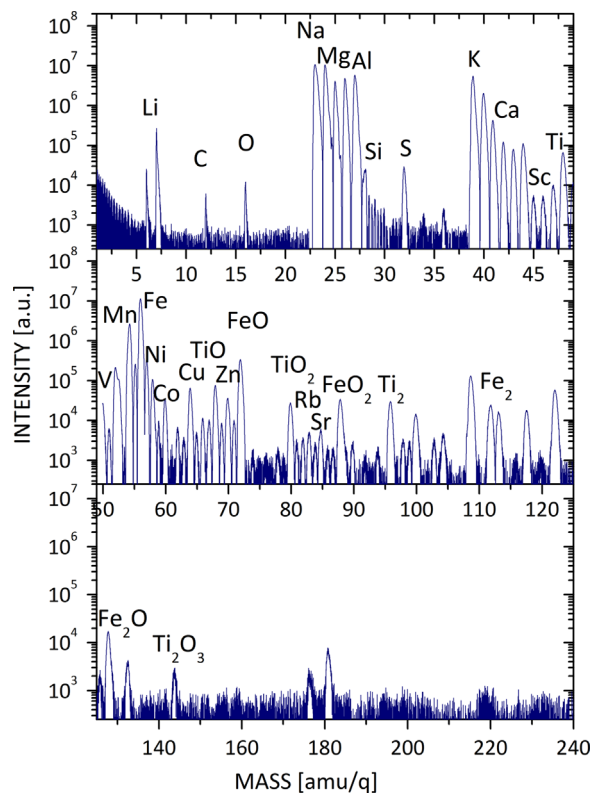 10⁸
10⁷
10⁶
10⁵
10⁴
10³
Li
C
O
Na
Mg
Al
Si
S
K
Ca
Sc
Ti
5 10 15 20 25 30 35 40 45
INTENSITY [a.u.]
10⁸
10⁷
10⁶
10⁵
10⁴
10³
V
Mn
Fe
Ni
Co
Cu
TiO
Zn
FeO
TiO₂
Rb
Sr
FeO₂
Ti₂
Fe₂
50 60 70 80 90 100 110 120
10⁷
10⁶
10⁵
10⁴
10³
Fe₂O
Ti₂O₃
140 160 180 200 220 240
MASS [amu/q]